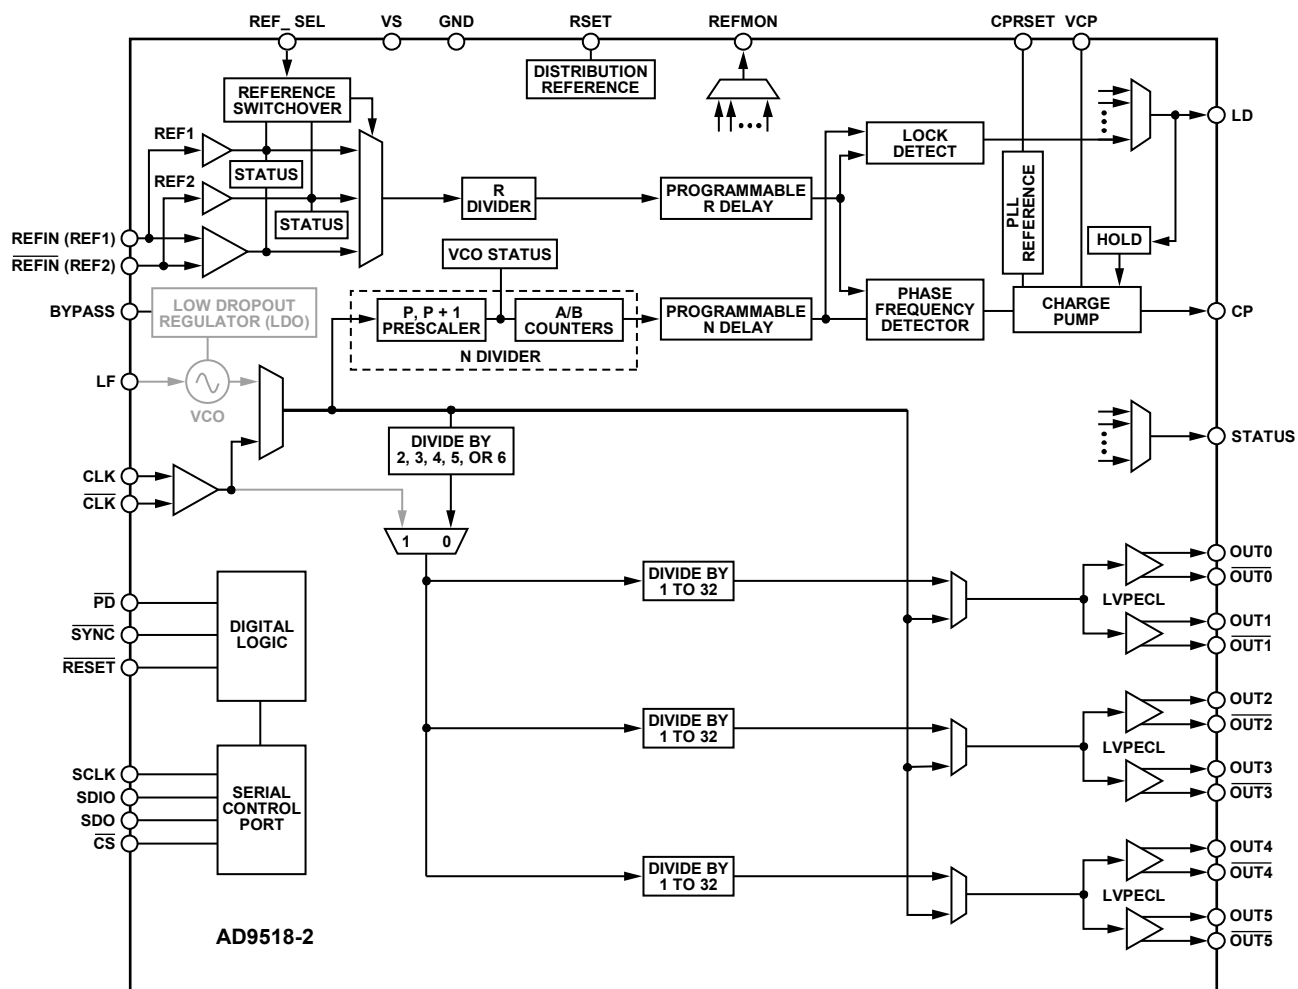 REF_ SEL
VS
GND
RSET
REFMON
CPRSET
VCP
DISTRIBUTION
REFERENCE
REFERENCE
SWITCHOVER
REF1
STATUS
REF2
STATUS
R
DIVIDER
PROGRAMMABLE
R DELAY
LOCK
DETECT
PLL
REFERENCE
LD
HOLD
REFIN (REF1)
REFIN (REF2)
BYPASS
LOW DROPOUT
REGULATOR (LDO)
VCO STATUS
P, P + 1
PRESCALER
A/B
COUNTERS
N DIVIDER
PROGRAMMABLE
N DELAY
PHASE
FREQUENCY
DETECTOR
CHARGE
PUMP
CP
LF
VCO
STATUS
DIVIDE BY
2, 3, 4, 5, OR 6
CLK
CLK
1 0
DIVIDE BY
1 TO 32
LVPECL
OUT0
OUT0
OUT1
OUT1
PD
SYNC
RESET
DIGITAL
LOGIC
DIVIDE BY
1 TO 32
LVPECL
OUT2
OUT2
OUT3
OUT3
SCLK
SDIO
SDO
CS
SERIAL
CONTROL
PORT
DIVIDE BY
1 TO 32
LVPECL
OUT4
OUT4
OUT5
OUT5
AD9518-2